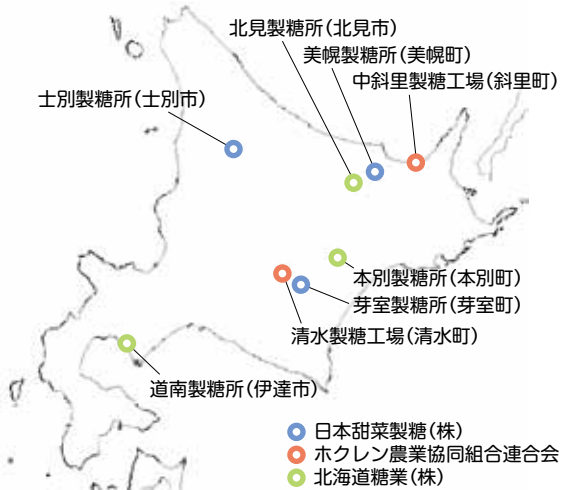 北見製糖所(北見市)
美幌製糖所(美幌町)
中斜里製糖工場(斜里町)
士別製糖所(士別市)
本別製糖所(本別町)
芽室製糖所(芽室町)
清水製糖工場(清水町)
道南製糖所(伊達市)
日本甜菜製糖(株)
ホクレン農業協同組合連合会
北海道糖業(株)